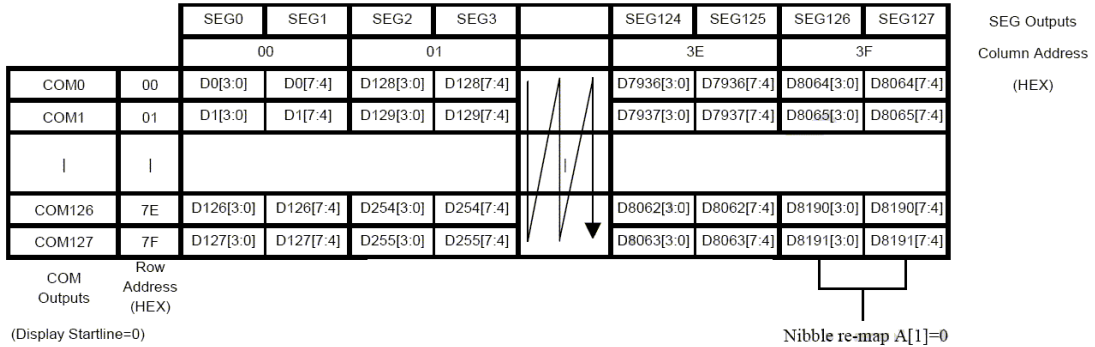 SEG0 SEG1 SEG2 SEG3 SEG124 SEG125 SEG126 SEG127 SEG Outputs
00 01 3E 3F Column Address
COM0 00 D0[3:0] D0[7:4] D128[3:0] D128[7:4] D7936[3:0] D7936[7:4] D8064[3:0] D8064[7:4] (HEX)
COM1 01 D1[3:0] D1[7:4] D129[3:0] D129[7:4] D7937[3:0] D7937[7:4] D8065[3:0] D8065[7:4]
| | |
COM126 7E D126[3:0] D126[7:4] D254[3:0] D254[7:4] D8062[3:0] D8062[7:4] D8190[3:0] D8190[7:4]
COM127 7F D127[3:0] D127[7:4] D255[3:0] D255[7:4] D8063[3:0] D8063[7:4] D8191[3:0] D8191[7:4]
COM
Outputs
Row
Address
(HEX)
(Display Startline=0)
Nibble re-map A[1]=0